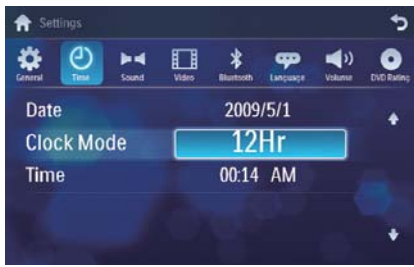 Settings
General Time Sound Video Bluetooth Language Volume DVD Rating
Date 2009/5/1
Clock Mode 12Hr
Time 00:14 AM